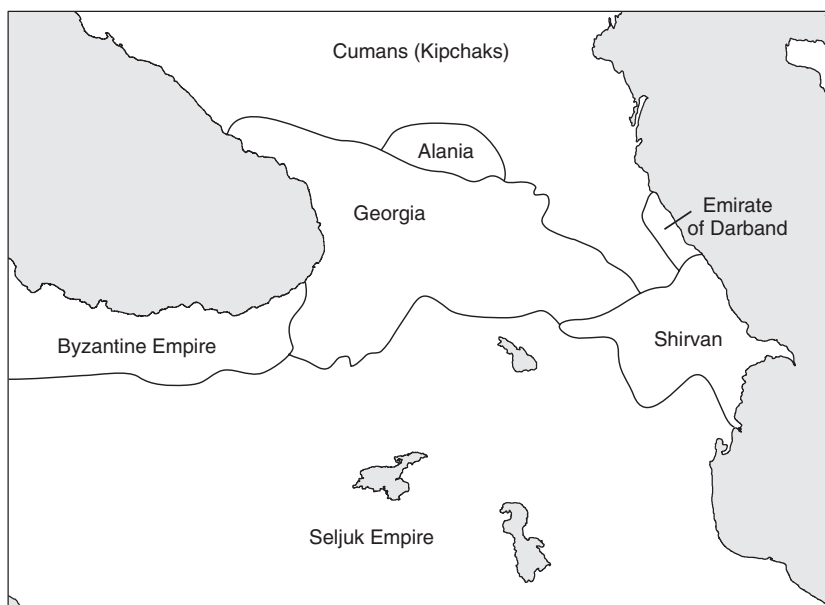 Cumans (Kipchaks)
Alania
Georgia
Emirate
of Darband
Byzantine Empire
Shirvan
Seljuk Empire